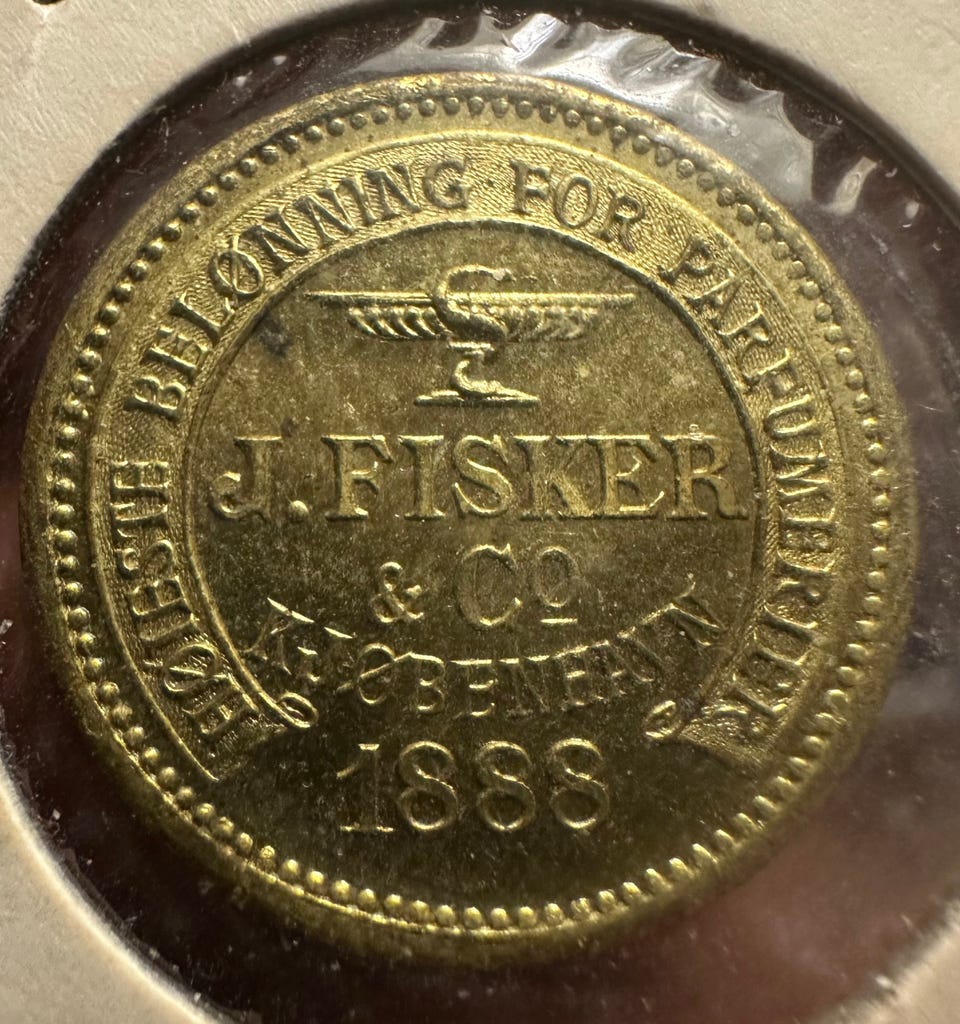 HØIESTE BELØNNING FOR PARFUMERIER
J. FISKER
& Cº
KJØBENHAVN
1888